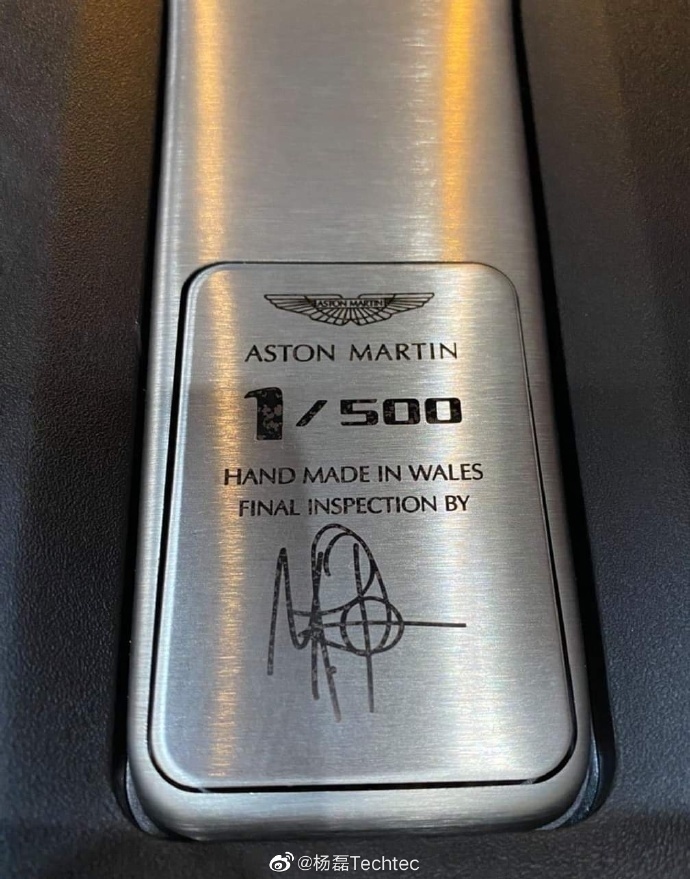 ASTON MARTIN
ASTON MARTIN
1/500
HAND MADE IN WALES
FINAL INSPECTION BY
@杨磊Techtec